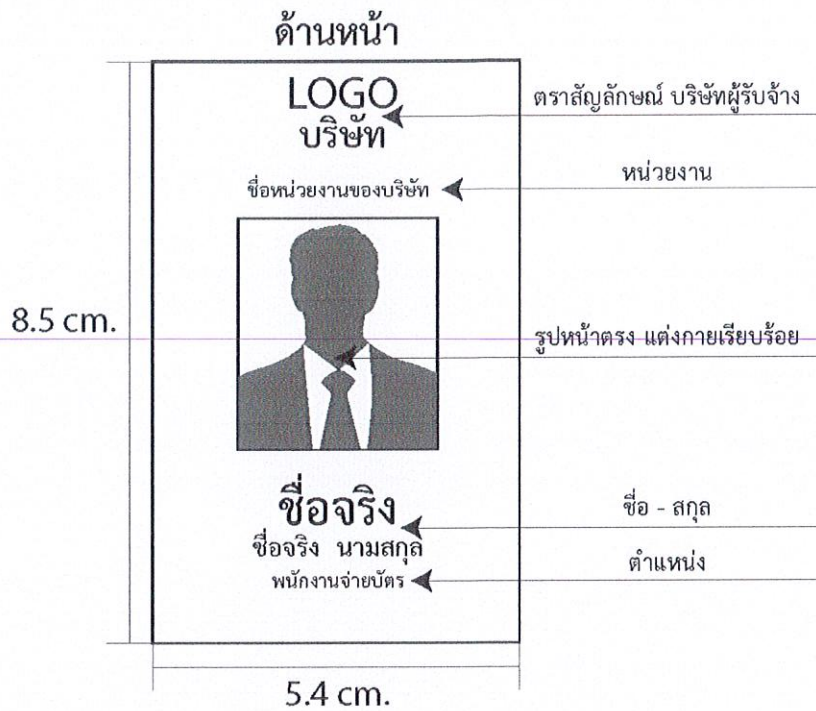 ด้านหน้า
LOGO
บริษัท
ตราสัญลักษณ์ บริษัทผู้รับจ้าง
ชื่อหน่วยงานของบริษัท
หน่วยงาน
8.5 cm.
รูปหน้าตรง แต่งกายเรียบร้อย
ชื่อจริง
ชื่อ - สกุล
ชื่อจริง นามสกุล
พนักงานจ่ายบัตร
ตำแหน่ง
5.4 cm.